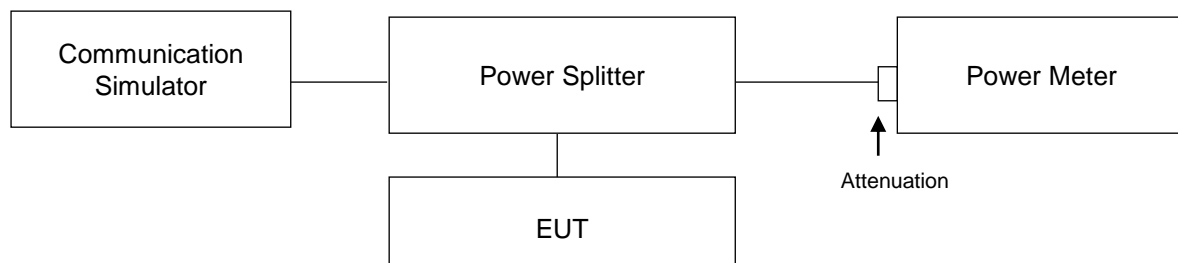 Communication
Simulator
Power Splitter
Power Meter
Attenuation
EUT